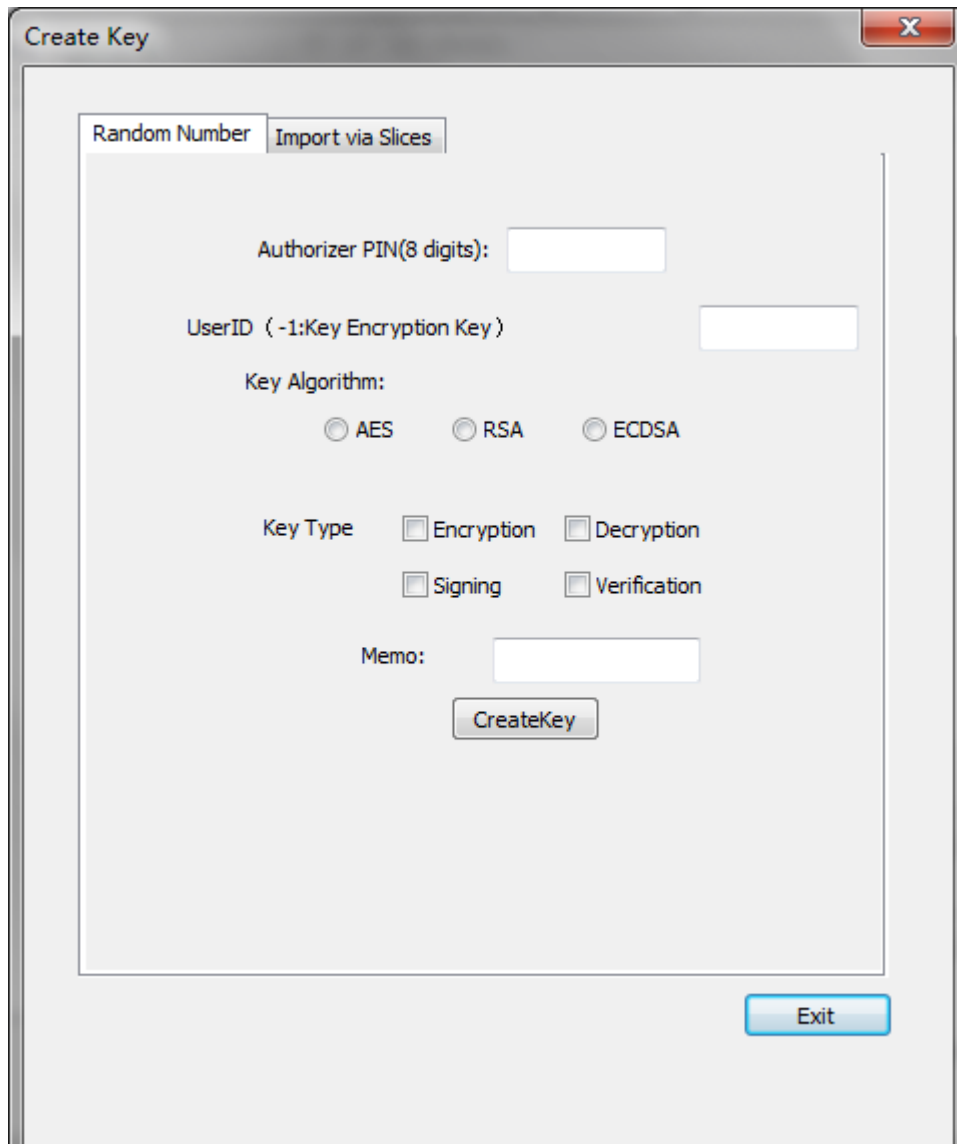 Create Key
Random Number Import via Slices
Authorizer PIN(8 digits):
UserID（-1:Key Encryption Key）
Key Algorithm:
AES RSA ECDSA
Key Type Encryption Decryption
Signing Verification
Memo:
CreateKey
Exit